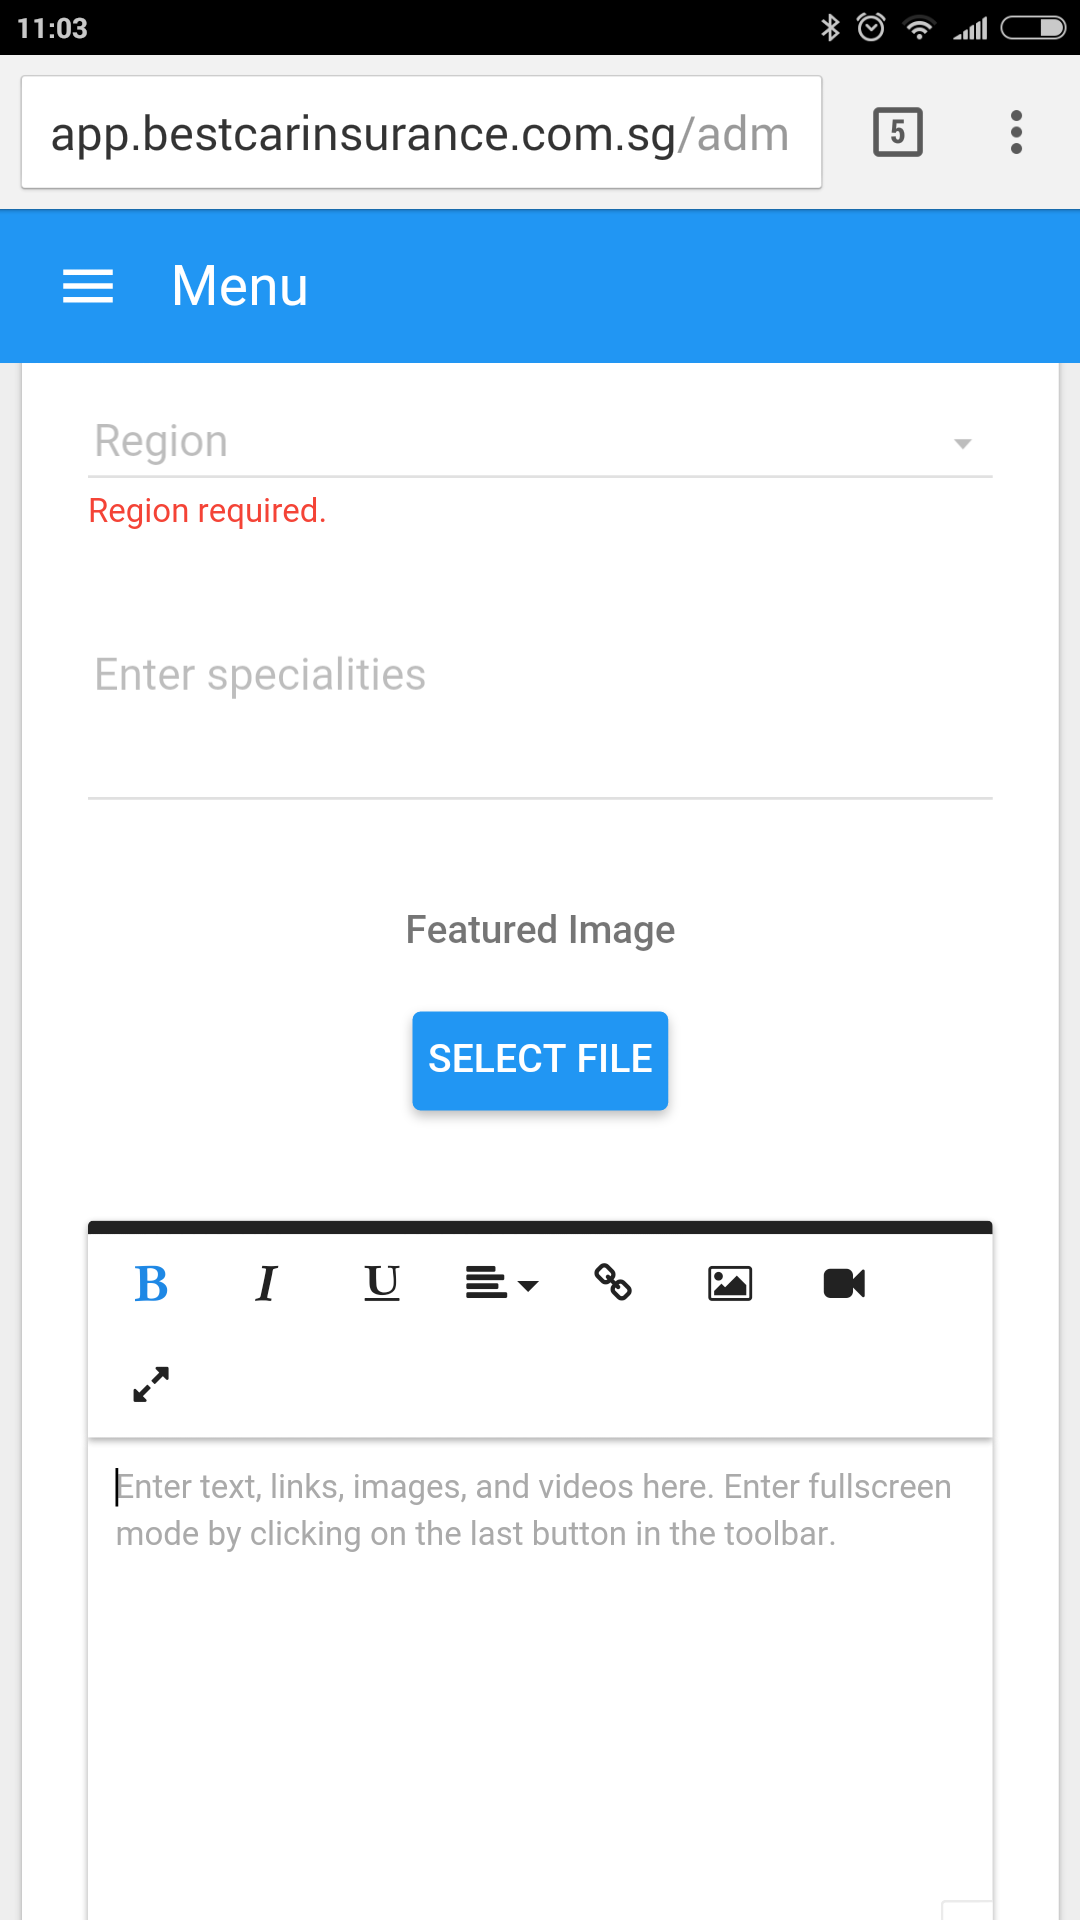 11:03
app.bestcarinsurance.com.sg/adm
5
Menu
Region
Region required.
Enter specialities
Featured Image
SELECT FILE
B I U
Enter text, links, images, and videos here. Enter fullscreen
mode by clicking on the last button in the toolbar.